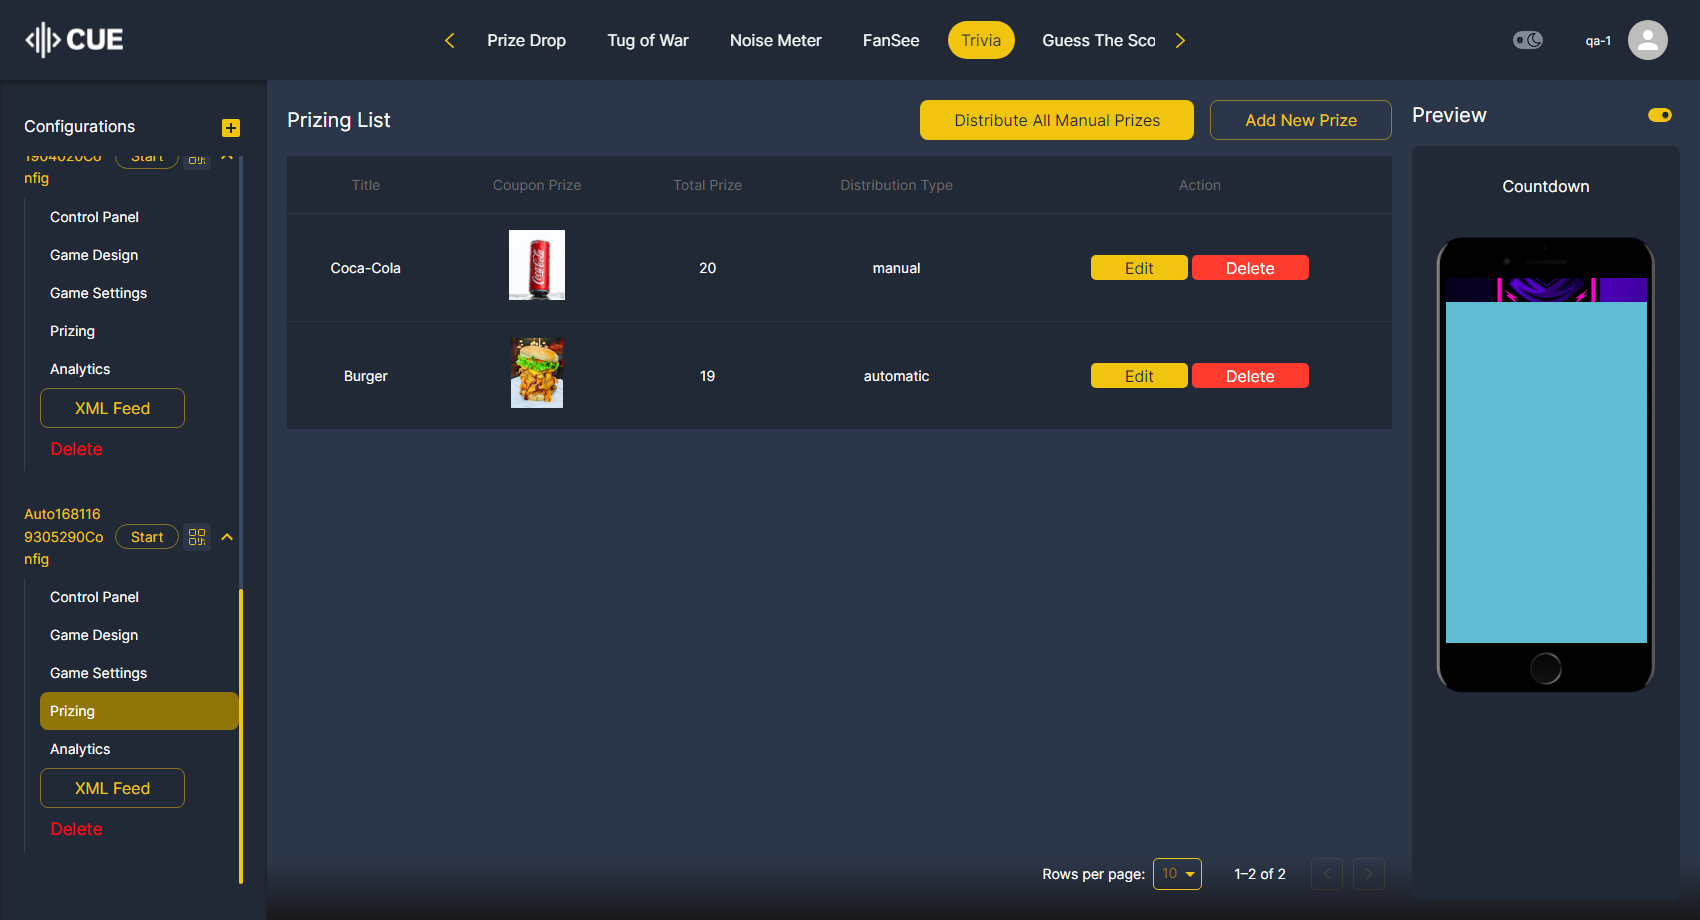 CUE
Prize Drop
Tug of War
Noise Meter
FanSee
Trivia
Guess The Sco
qa-1
Configurations
1904020Co
nfig
Start
Control Panel
Game Design
Game Settings
Prizing
Analytics
XML Feed
Delete
Auto168116
9305290Co
nfig
Start
Control Panel
Game Design
Game Settings
Prizing
Analytics
XML Feed
Delete
Prizing List
Distribute All Manual Prizes
Add New Prize
Title
Coupon Prize
Total Prize
Distribution Type
Action
Coca-Cola
Coca-Cola
20
manual
Edit
Delete
Burger
19
automatic
Edit
Delete
Rows per page:
10
1–2 of 2
Preview
Countdown